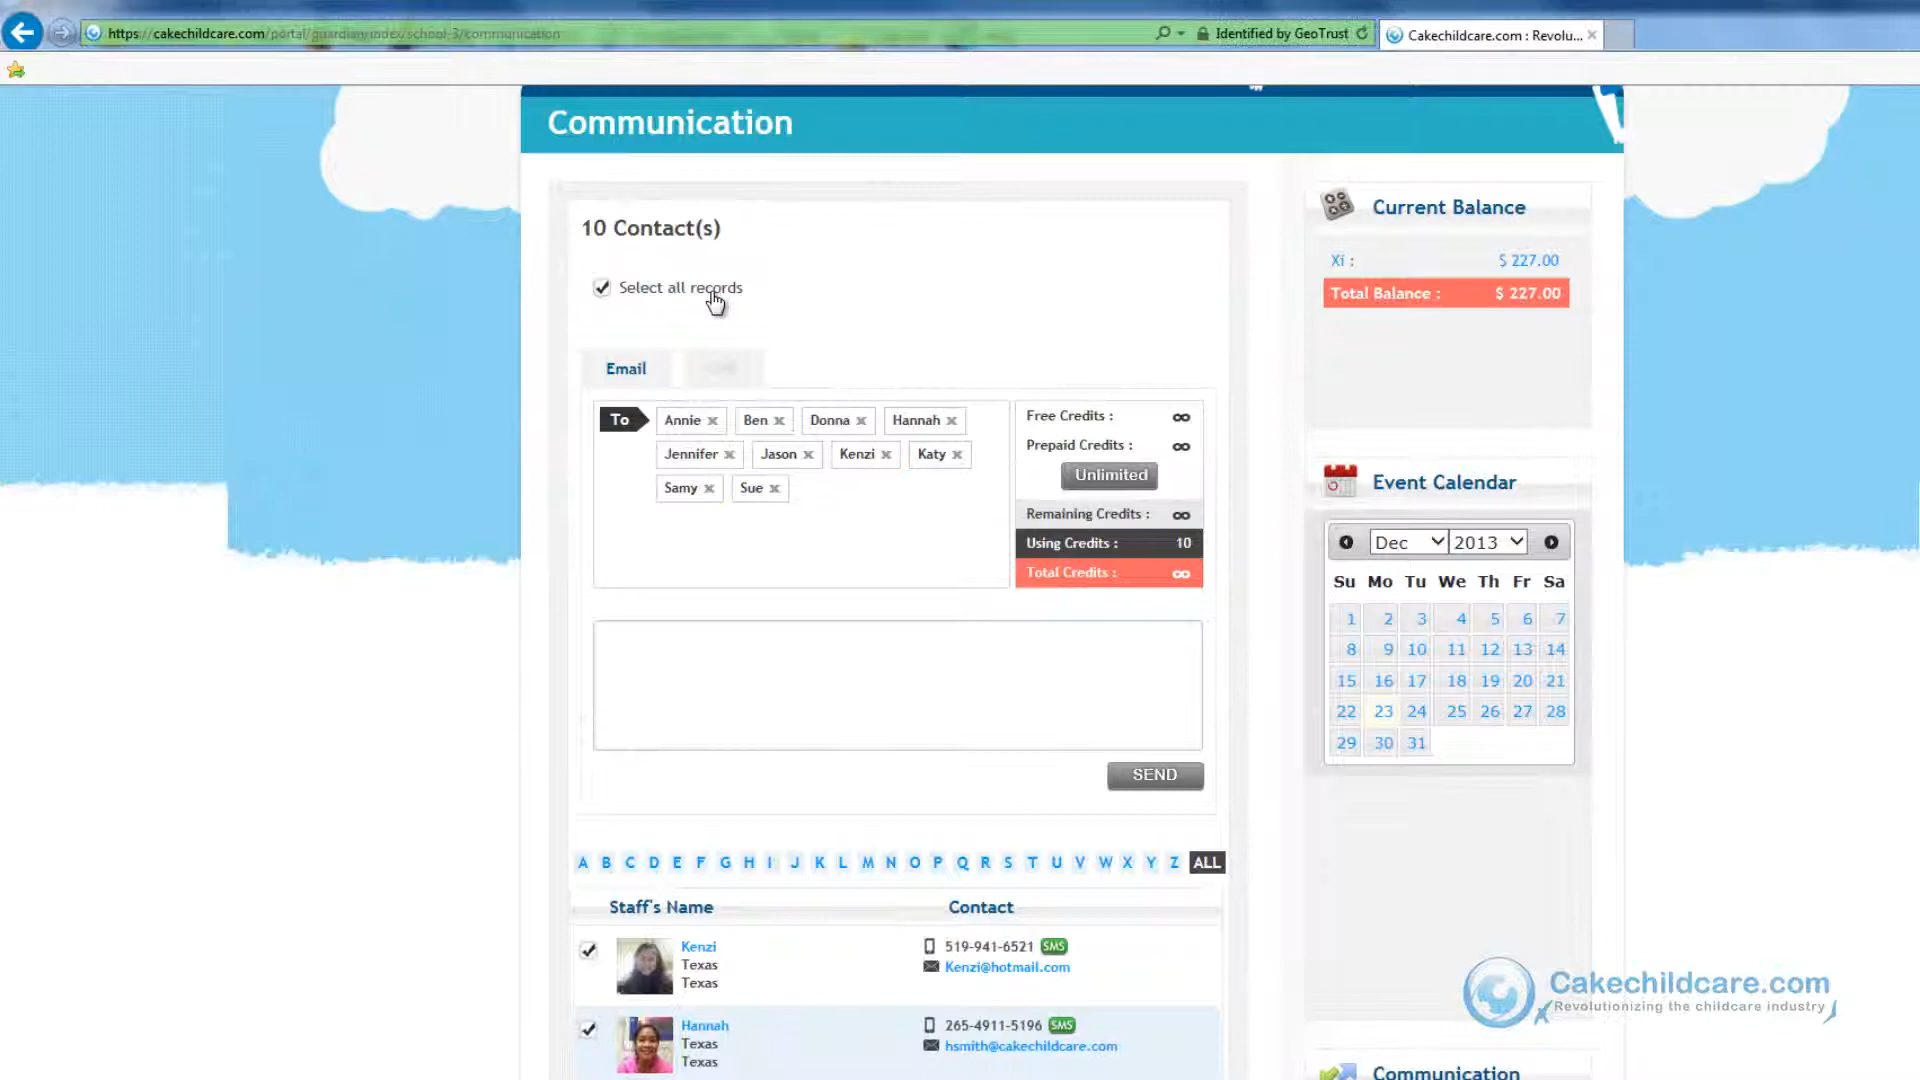 https://cakechildcare.com/portal/guardian/index/school-3/communication
Identified by GeoTrust
Cakechildcare.com : Revolu...
Communication
10 Contact(s)
Select all records
Email
To
Annie
Ben
Donna
Hannah
Jennifer
Jason
Kenzi
Katy
Samy
Sue
Free Credits : ∞
Prepaid Credits : ∞
Unlimited
Remaining Credits : ∞
Using Credits : 10
Total Credits : ∞
SEND
A B C D E F G H I J K L M N O P Q R S T U V W X Y Z ALL
Staff's Name Contact
Kenzi
Texas
Texas
519-941-6521 SMS
Kenzi@hotmail.com
Hannah
Texas
Texas
265-4911-5196 SMS
hsmith@cakechildcare.com
Current Balance
Xi : $ 227.00
Total Balance : $ 227.00
Event Calendar
Dec 2013
Su Mo Tu We Th Fr Sa
1 2 3 4 5 6 7
8 9 10 11 12 13 14
15 16 17 18 19 20 21
22 23 24 25 26 27 28
29 30 31
Cakechildcare.com
Revolutionizing the childcare industry
Communication